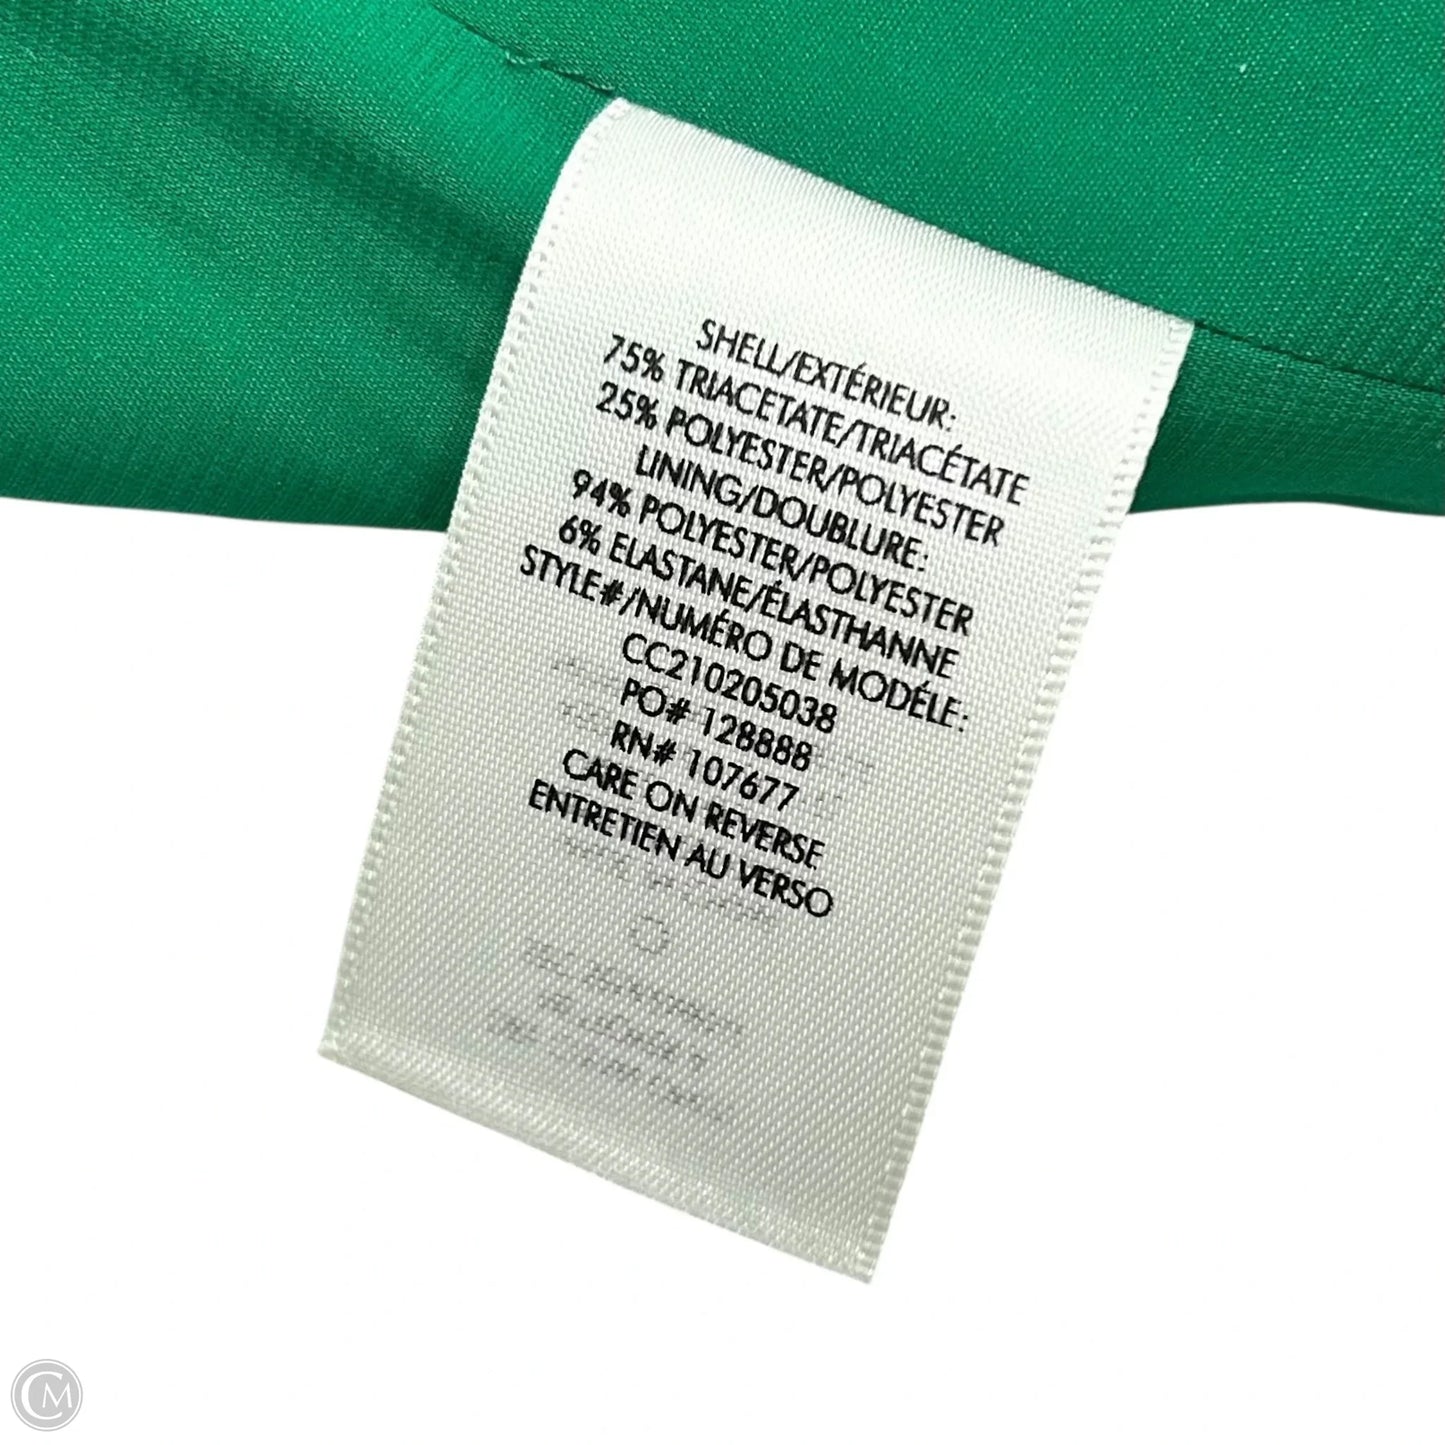 SHELL/EXTÉRIEUR:
75% TRIACETATE/TRIACÉTATE
25% POLYESTER/POLYESTER
LINING/DOUBLURE:
94% POLYESTER/POLYESTER
6% ELASTANE/ÉLASTHANNE
STYLE#/NUMÉRO DE MODÉLE:
CC210205038
PO# 128888
RN# 107677
CARE ON REVERSE
ENTRETIEN AU VERSO
CM